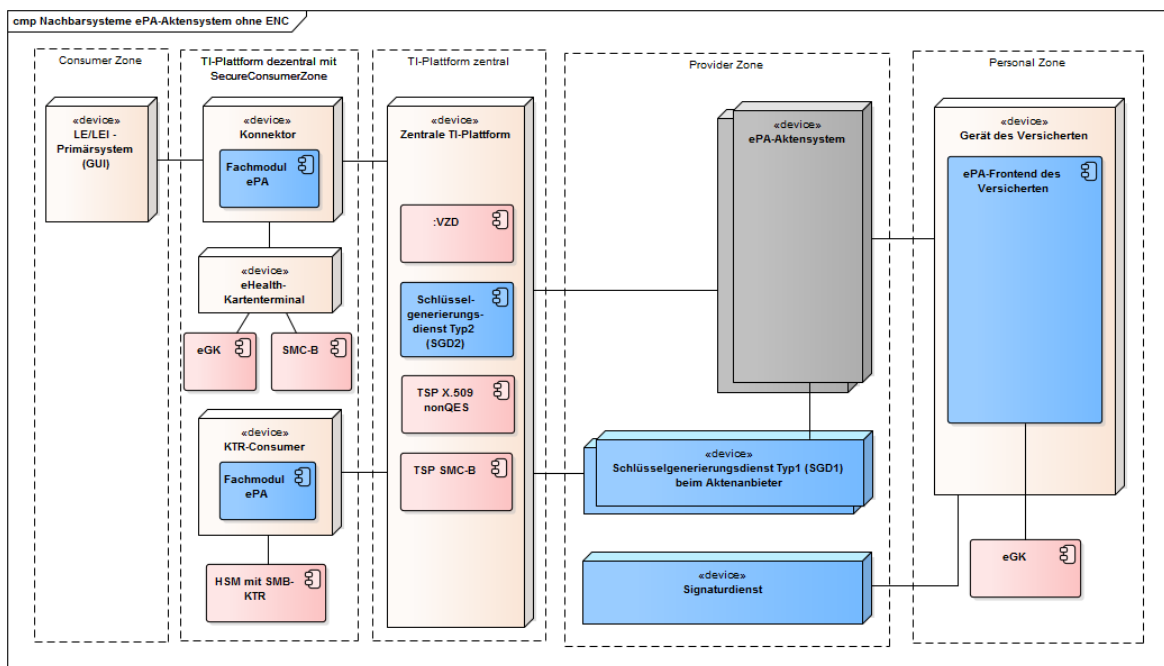 cmp Nachbarsysteme ePA-Aktensystem ohne ENC
Consumer Zone
«device»
LE/LEI -
Primärsystem
(GUI)
TI-Plattform dezentral mit
SecureConsumerZone
«device»
Konnektor
Fachmodul
ePA
«device»
eHealth-
Kartenterminal
eGK
SMC-B
«device»
KTR-Consumer
Fachmodul
ePA
HSM mit SMB-
KTR
TI-Plattform zentral
«device»
Zentrale TI-Plattform
:VZD
Schlüssel-
generierungs-
dienst Typ2
(SGD2)
TSP X.509
nonQES
TSP SMC-B
Provider Zone
«device»
ePA-Aktensystem
«device»
Schlüsselgenerierungsdienst Typ1 (SGD1)
beim Aktenanbieter
«device»
Signaturdienst
Personal Zone
«device»
Gerät des Versicherten
ePA-Frontend des
Versicherten
eGK